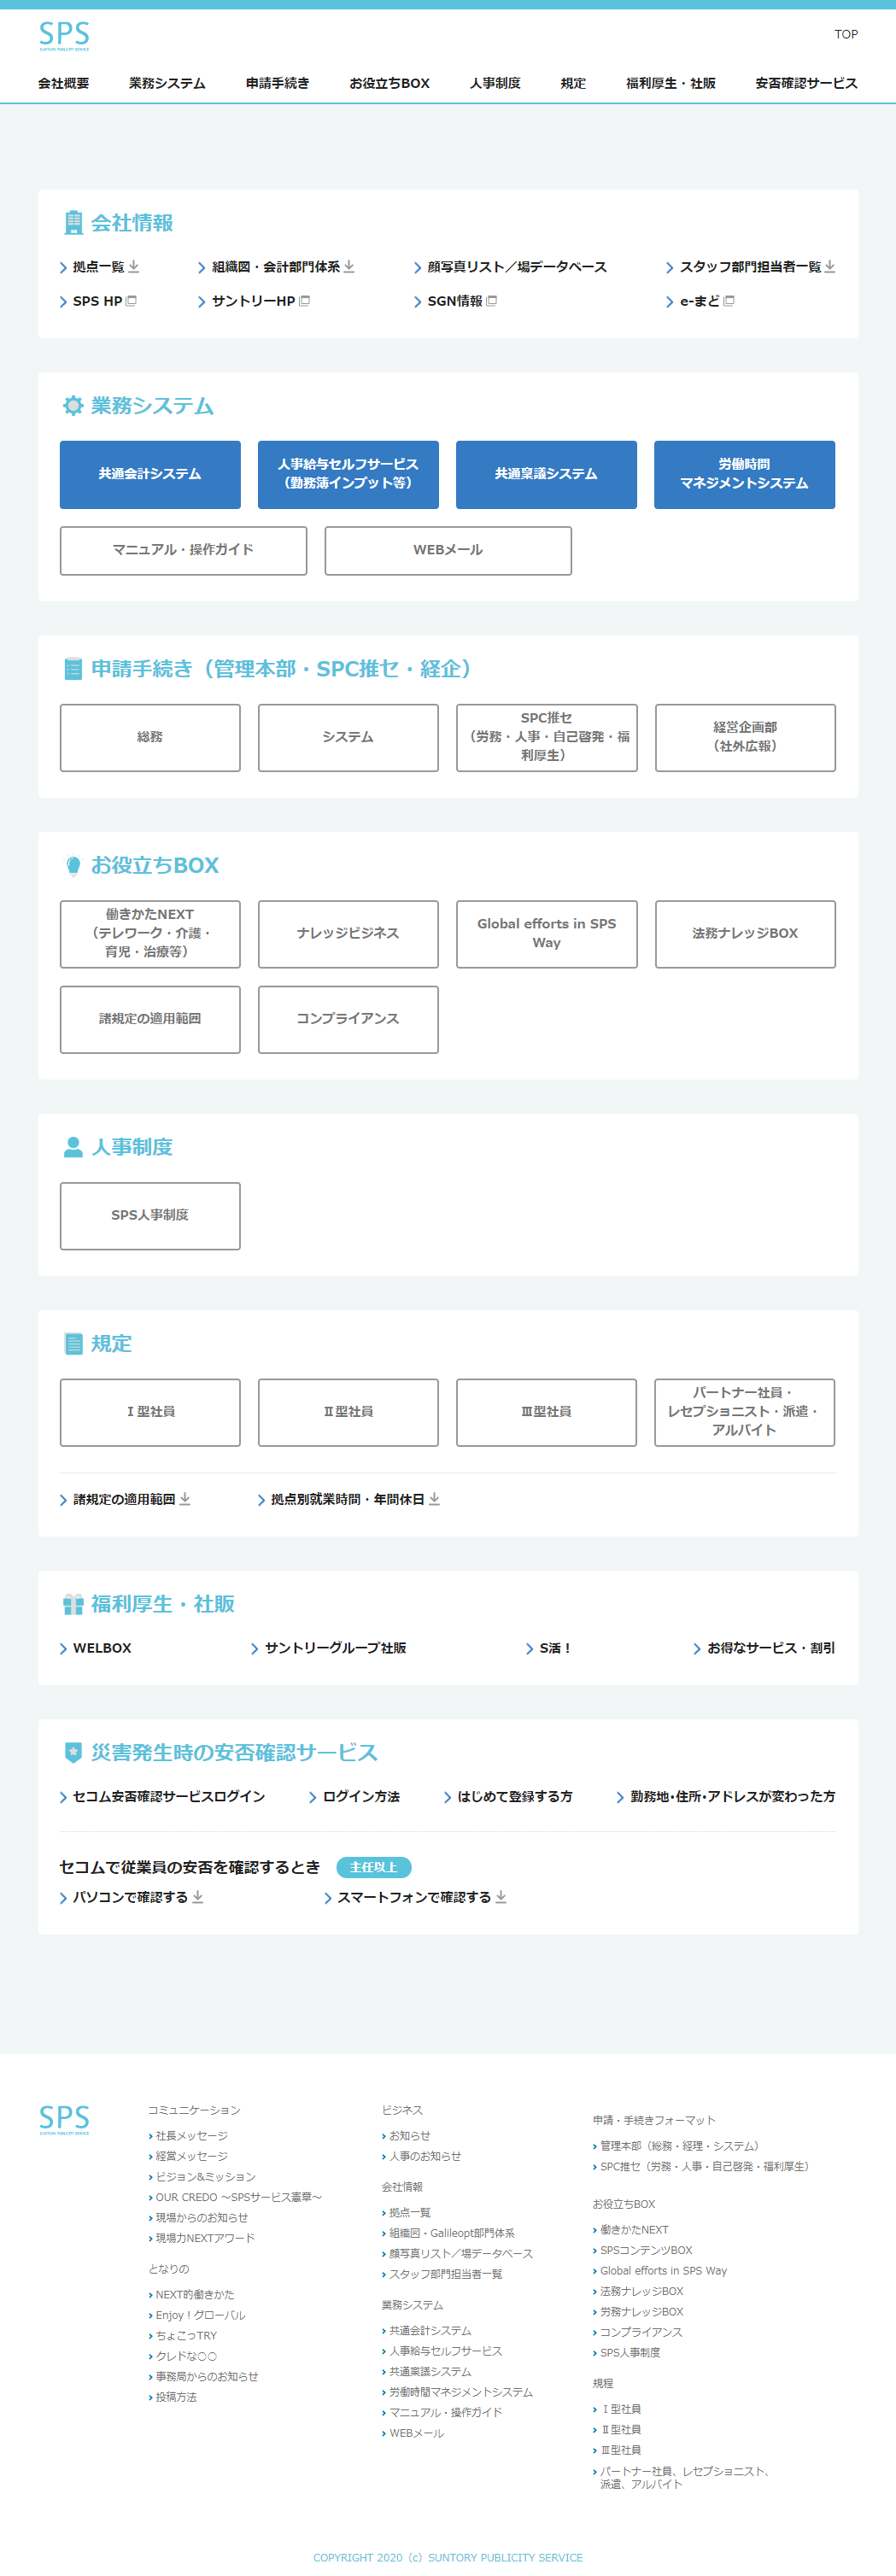 SPS
SUNTORY PUBLICITY SERVICE
TOP
会社概要 業務システム 申請手続き お役立ちBOX 人事制度 規定 福利厚生・社販 安否確認サービス
会社情報
拠点一覧 組織図・会計部門体系 顔写真リスト／場データベース スタッフ部門担当者一覧
SPS HP サントリーHP SGN情報 e-まど
業務システム
共通会計システム
人事給与セルフサービス
（勤務簿インプット等）
共通稟議システム
労働時間
マネジメントシステム
マニュアル・操作ガイド WEBメール
申請手続き（管理本部・SPC推セ・経企）
総務
システム
SPC推セ
（労務・人事・自己啓発・福
利厚生）
経営企画部
（社外広報）
お役立ちBOX
働きかたNEXT
（テレワーク・介護・
育児・治療等）
ナレッジビジネス
Global efforts in SPS
Way
法務ナレッジBOX
諸規定の適用範囲 コンプライアンス
人事制度
SPS人事制度
規定
Ⅰ型社員
Ⅱ型社員
Ⅲ型社員
パートナー社員・
レセプショニスト・派遣・
アルバイト
諸規定の適用範囲 拠点別就業時間・年間休日
福利厚生・社販
WELBOX サントリーグループ社販 S活！ お得なサービス・割引
災害発生時の安否確認サービス
セコム安否確認サービスログイン ログイン方法 はじめて登録する方 勤務地・住所・アドレスが変わった方
セコムで従業員の安否を確認するとき 主任以上
パソコンで確認する スマートフォンで確認する
SPS
SUNTORY PUBLICITY SERVICE
コミュニケーション
社長メッセージ
経営メッセージ
ビジョン&ミッション
OUR CREDO ～SPSサービス憲章～
現場からのお知らせ
現場力NEXTアワード
となりの
NEXT的働きかた
Enjoy！グローバル
ちょこっTRY
クレドな○○
事務局からのお知らせ
投稿方法
ビジネス
お知らせ
人事のお知らせ
会社情報
拠点一覧
組織図・Galileopt部門体系
顔写真リスト／場データベース
スタッフ部門担当者一覧
業務システム
共通会計システム
人事給与セルフサービス
共通稟議システム
労働時間マネジメントシステム
マニュアル・操作ガイド
WEBメール
申請・手続きフォーマット
管理本部（総務・経理・システム）
SPC推セ（労務・人事・自己啓発・福利厚生）
お役立ちBOX
働きかたNEXT
SPSコンテンツBOX
Global efforts in SPS Way
法務ナレッジBOX
労務ナレッジBOX
コンプライアンス
SPS人事制度
規程
Ⅰ型社員
Ⅱ型社員
Ⅲ型社員
パートナー社員、レセプショニスト、
派遣、アルバイト
COPYRIGHT 2020（c）SUNTORY PUBLICITY SERVICE